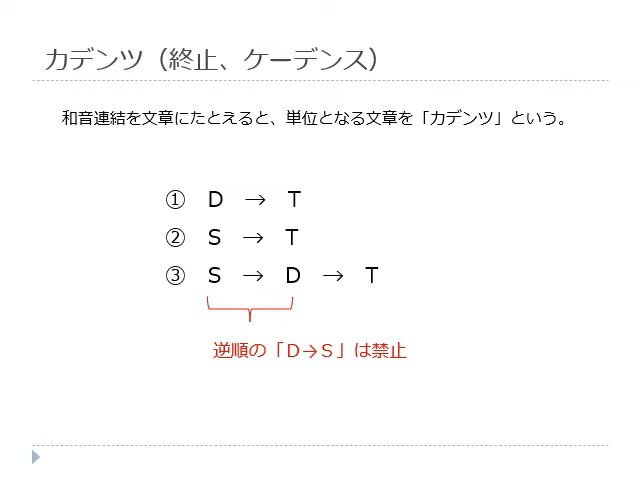 カデンツ（終止、ケーデンス）
和音連結を文章にたとえると、単位となる文章を「カデンツ」という。
① D → T
② S → T
③ S → D → T
逆順の「D→S」は禁止